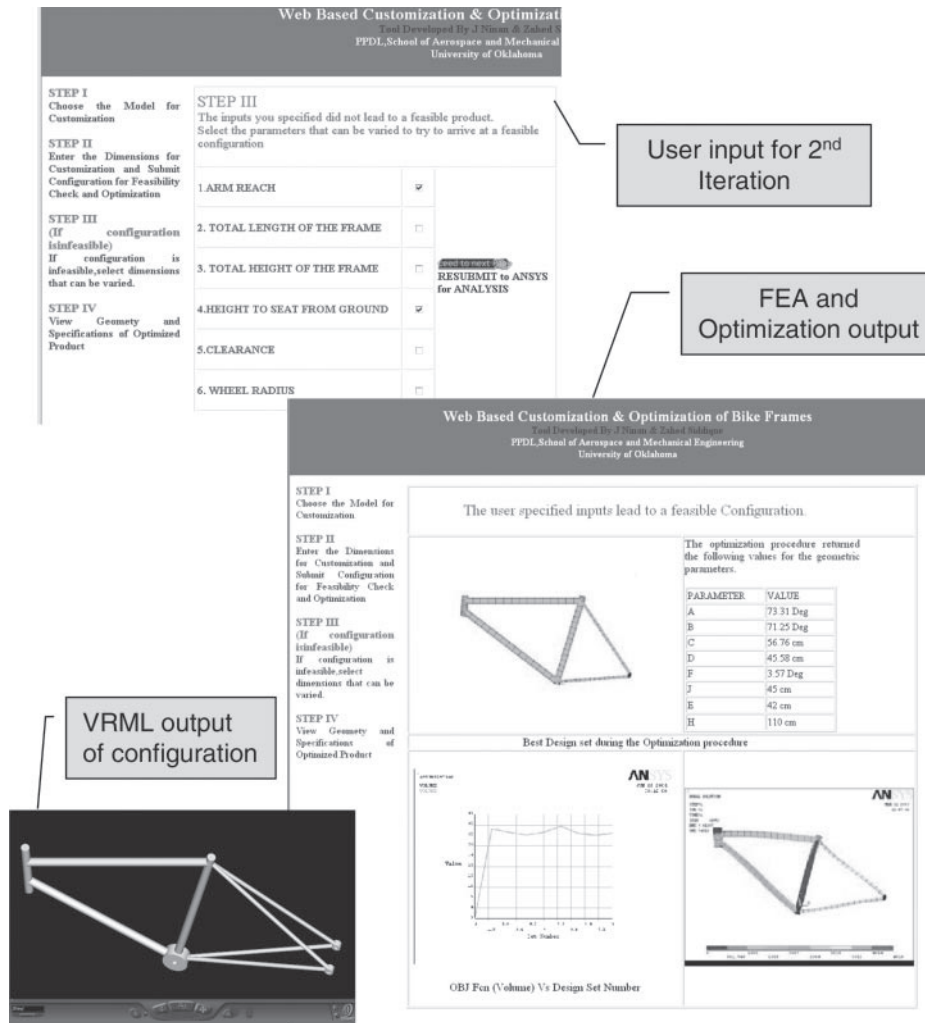 Web Based Customization & Optimizati
Tool Developed By J Ninan & Zahed S
PPDL,School of Aerospace and Mechanical
University of Oklahoma
STEP I
Choose the Model for
Customization
STEP II
Enter the Dimensions for
Customization and Submit
Configuration for Feasibility
Check and Optimization
STEP III
(If configuration
isinfeasible)
If configuration is
infeasible,select dimensions
that can be varied.
STEP IV
View Geomety and
Specifications of Optimized
Product
STEP III
The inputs you specified did not lead to a feasible product.
Select the parameters that can be varied to try to arrive at a feasible
configuration
1.ARM REACH
2. TOTAL LENGTH OF THE FRAME
3. TOTAL HEIGHT OF THE FRAME
4.HEIGHT TO SEAT FROM GROUND
5.CLEARANCE
6. WHEEL RADIUS
RESUBMIT to ANSYS
for ANALYSIS
User input for 2nd
Iteration
FEA and
Optimization output
Web Based Customization & Optimization of Bike Frames
Tool Developed By J Ninan & Zahed Siddique
PPDL,School of Aerospace and Mechanical Engineering
University of Oklahoma
STEP I
Choose the Model for
Customization
STEP II
Enter the Dimensions
for Customization and
Submit Configuration
for Feasibility Check
and Optimization
STEP III
(If configuration
isinfeasible)
If configuration is
infeasible,select
dimensions that can be
varied.
STEP IV
View Geomety and
Specifications of
Optimized Product
The user specified inputs lead to a feasible Configuration.
The optimization procedure returned
the following values for the geometric
parameters.
PARAMETER VALUE
A 73.31 Deg
B 71.25 Deg
C 56.76 cm
D 45.58 cm
F 3.57 Deg
J 45 cm
E 42 cm
H 110 cm
Best Design set during the Optimization procedure
ANSYS
Value
Set Number
OBJ Fcn (Volume) Vs Design Set Number
ANSYS
VRML output
of configuration